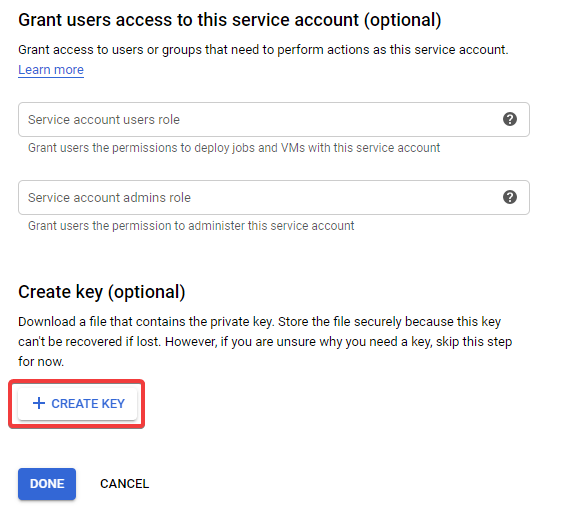 Grant users access to this service account (optional)
Grant access to users or groups that need to perform actions as this service account.
Learn more
Service account users role
Grant users the permissions to deploy jobs and VMs with this service account
Service account admins role
Grant users the permission to administer this service account
Create key (optional)
Download a file that contains the private key. Store the file securely because this key
can't be recovered if lost. However, if you are unsure why you need a key, skip this step
for now.
+ CREATE KEY
DONE CANCEL